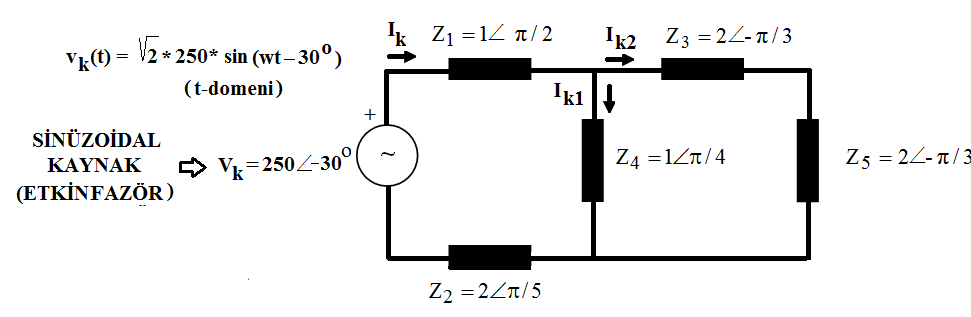 v_k(t) = √2 * 250* sin (wt – 30°)
(t-domeni)
SİNÜZOİDAL
KAYNAK
(ETKİN FAZÖR)
V_k = 250∠-30°
+
~
I_k
Z_1 = 1∠ π/2
I_k2
Z_3 = 2∠- π/3
I_k1
Z_4 = 1∠π/4
Z_5 = 2∠- π/3
Z_2 = 2∠π/5